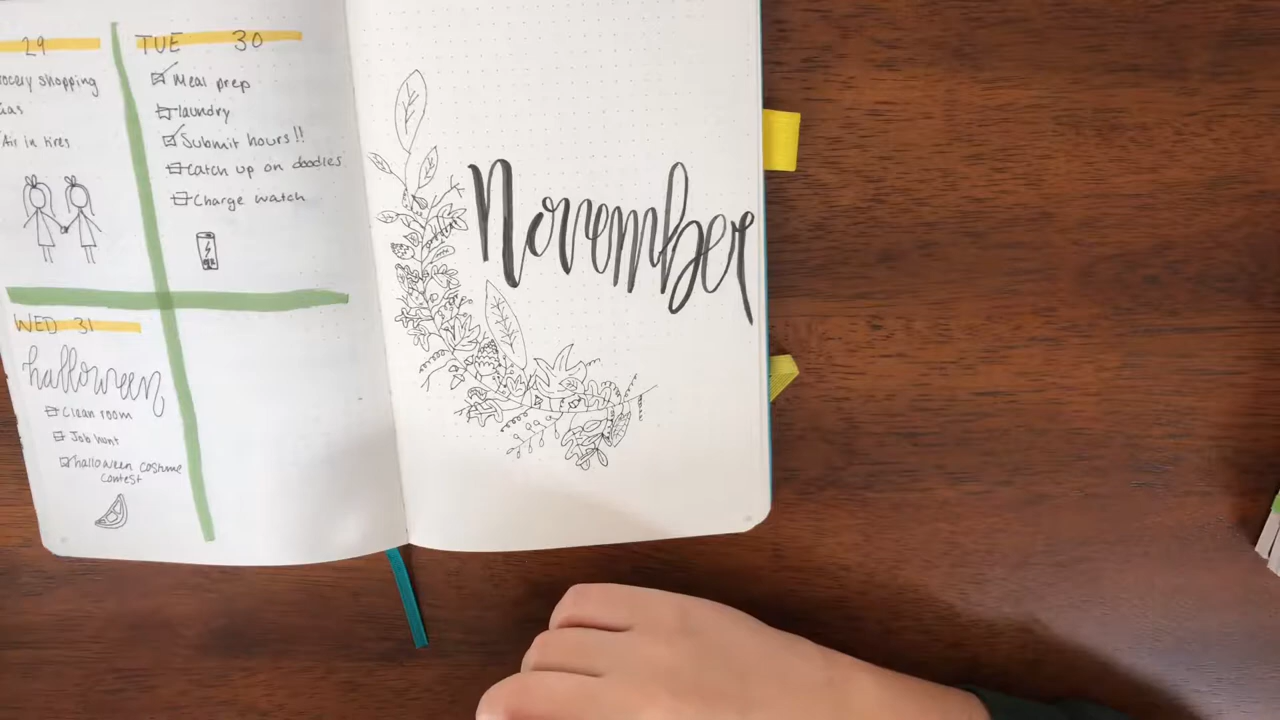 29
shopping
Air in tires
TUE 30
Meal prep
laundry
Submit hours!!
Catch up on doodles
Charge watch
WED 31
halloween
Clean room
Job hunt
halloween costume
contest
November